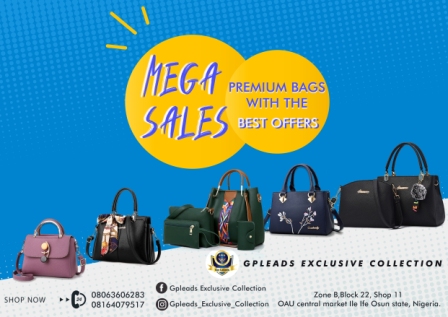 MEGA
SALES
PREMIUM BAGS
WITH THE
BEST OFFERS
GPLEADS EXCLUSIVE COLLECTION
SHOP NOW
08063606283
08164079517
Gpleads Exclusive Collection
Gpleads_Exclusive_Collection
Zone B,Block 22, Shop 11
OAU central market Ile Ife Osun state, Nigeria.